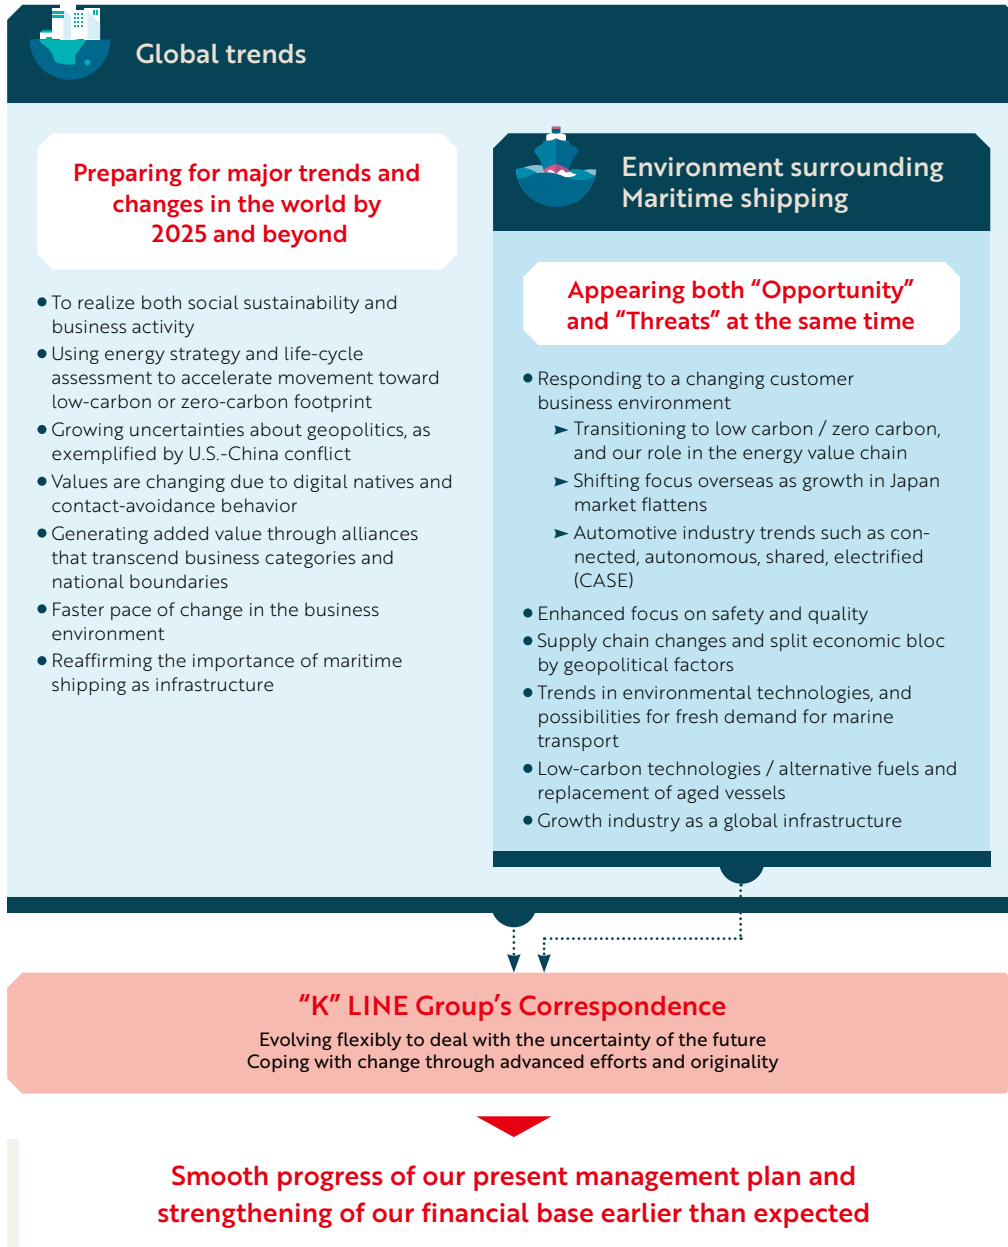 Global trends
Preparing for major trends and
changes in the world by
2025 and beyond
● To realize both social sustainability and
business activity
● Using energy strategy and life-cycle
assessment to accelerate movement toward
low-carbon or zero-carbon footprint
● Growing uncertainties about geopolitics, as
exemplified by U.S.-China conflict
● Values are changing due to digital natives and
contact-avoidance behavior
● Generating added value through alliances
that transcend business categories and
national boundaries
● Faster pace of change in the business
environment
● Reaffirming the importance of maritime
shipping as infrastructure
Environment surrounding
Maritime shipping
Appearing both “Opportunity”
and “Threats” at the same time
● Responding to a changing customer
business environment
➤ Transitioning to low carbon / zero carbon,
and our role in the energy value chain
➤ Shifting focus overseas as growth in Japan
market flattens
➤ Automotive industry trends such as con-
nected, autonomous, shared, electrified
(CASE)
● Enhanced focus on safety and quality
● Supply chain changes and split economic bloc
by geopolitical factors
● Trends in environmental technologies, and
possibilities for fresh demand for marine
transport
● Low-carbon technologies / alternative fuels and
replacement of aged vessels
● Growth industry as a global infrastructure
“K” LINE Group’s Correspondence
Evolving flexibly to deal with the uncertainty of the future
Coping with change through advanced efforts and originality
Smooth progress of our present management plan and
strengthening of our financial base earlier than expected